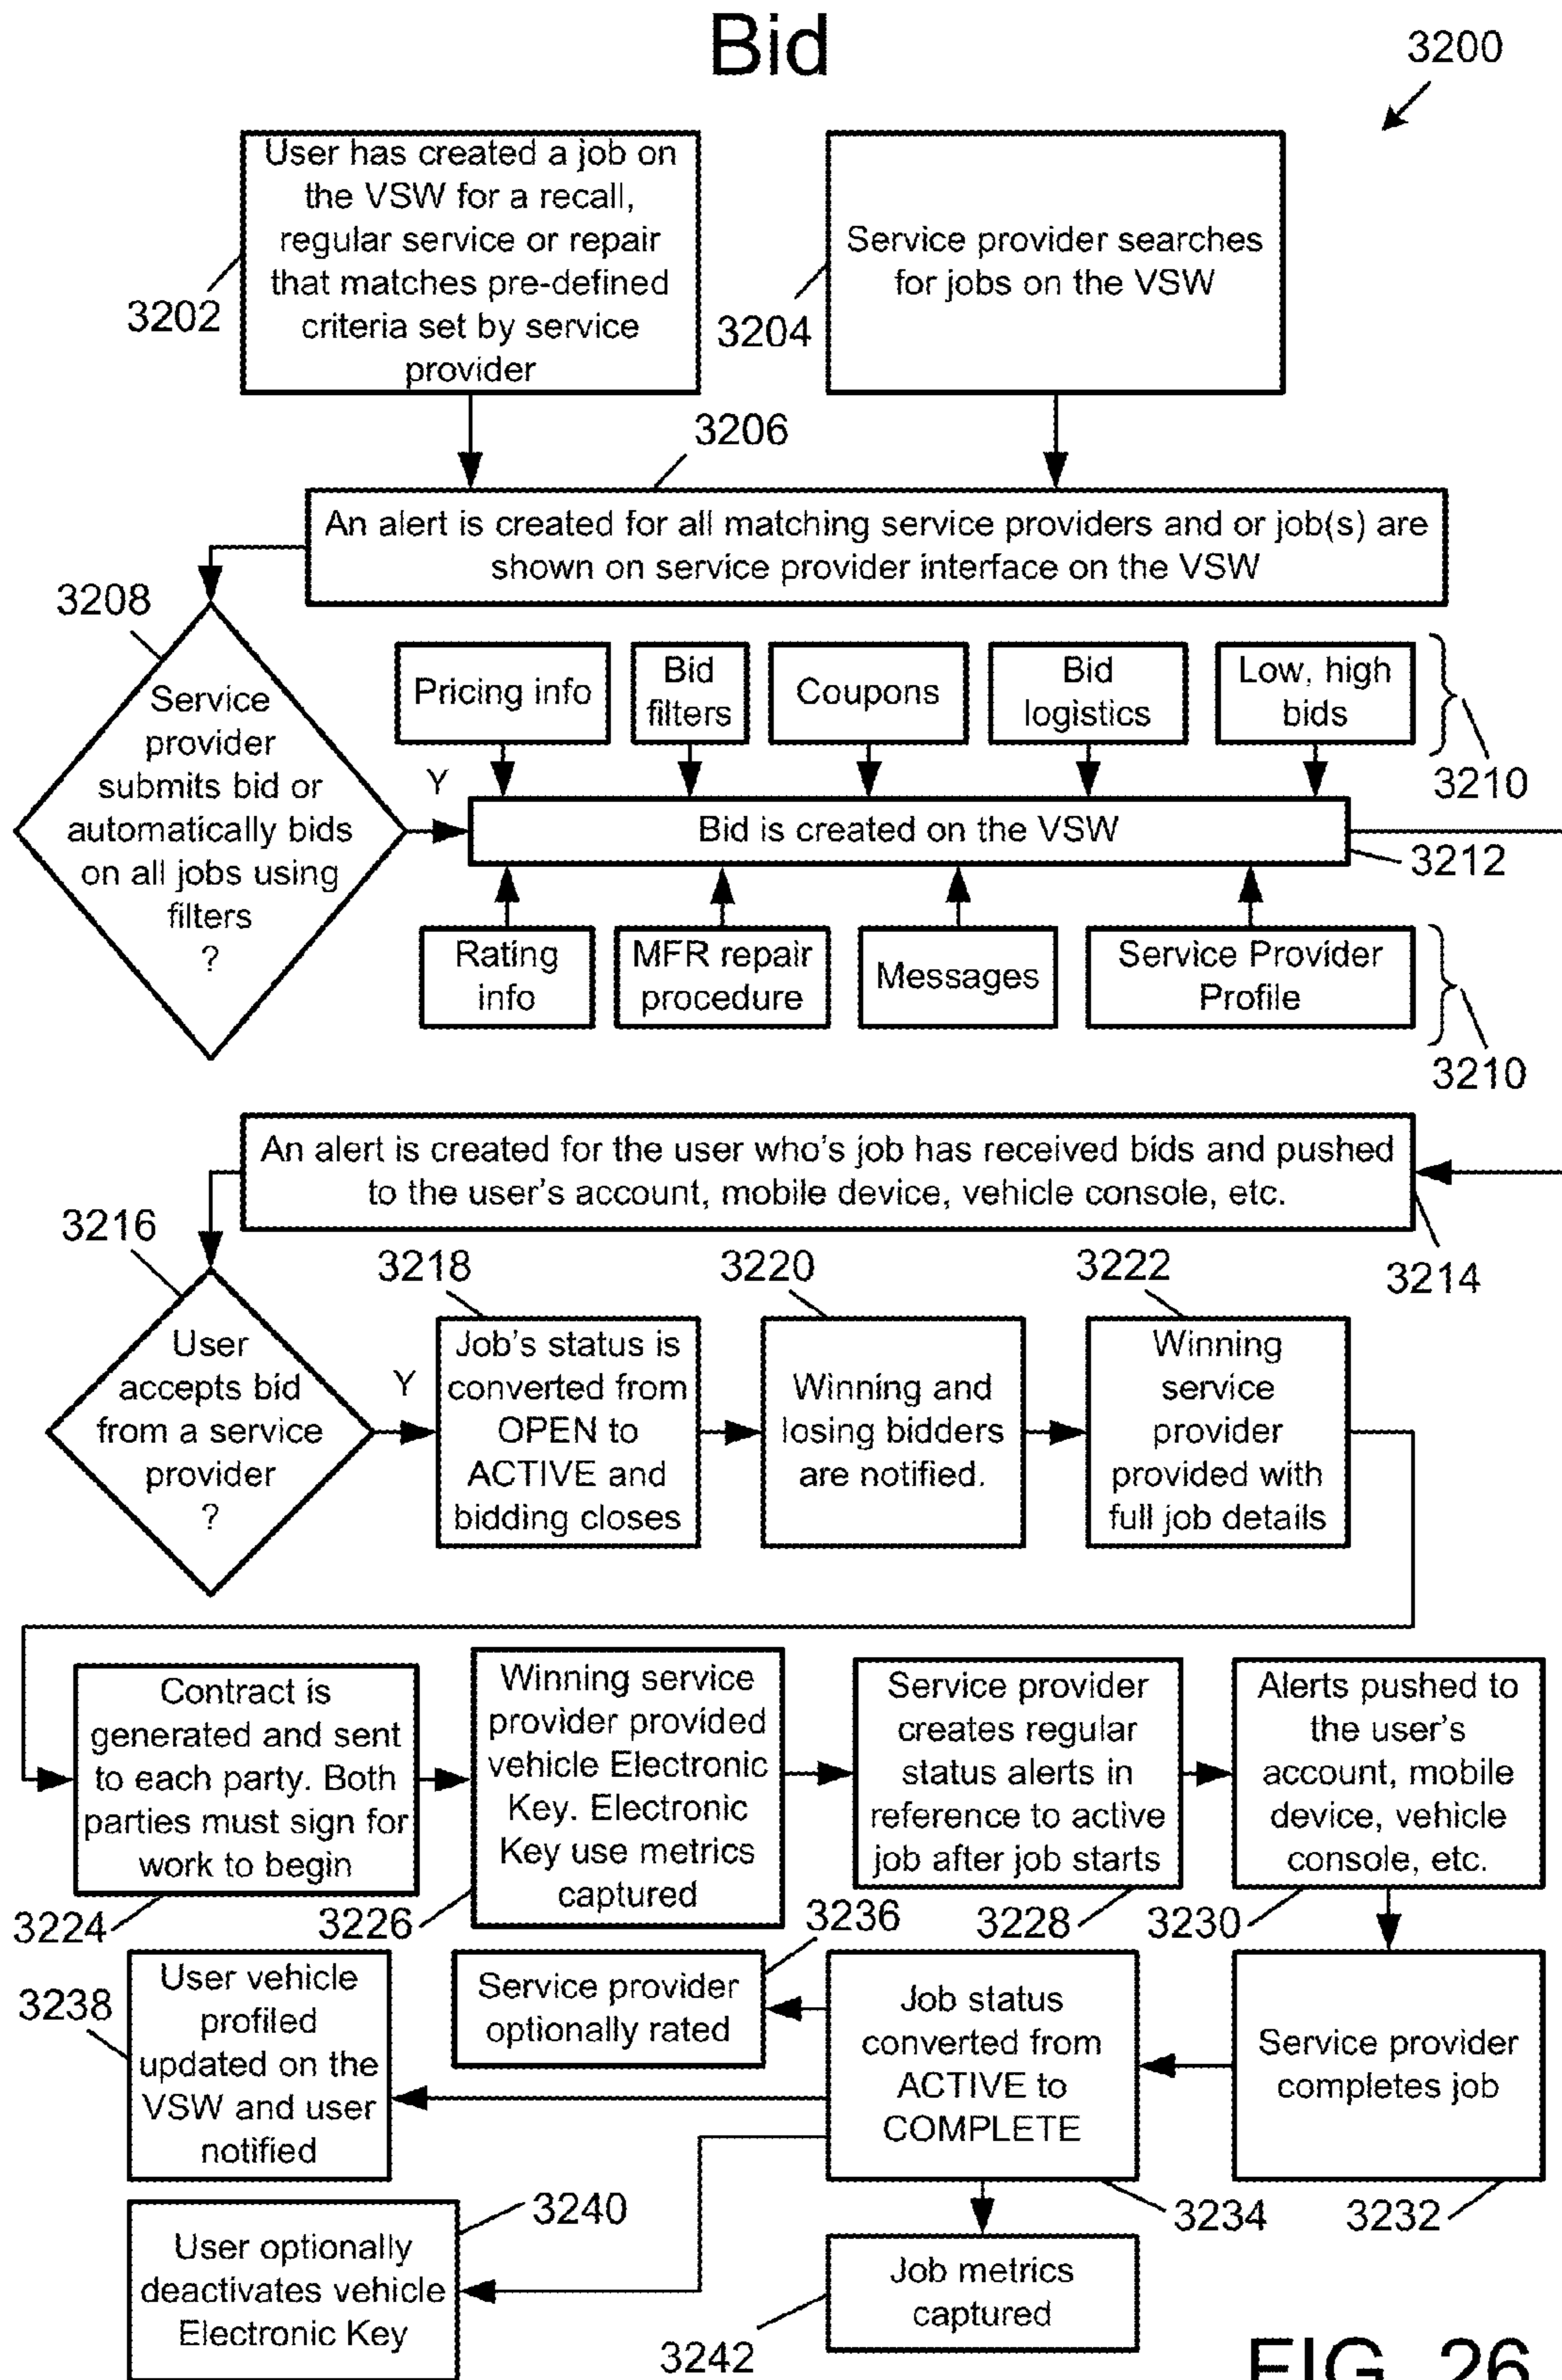 Bid
3200
User has created a job on
the VSW for a recall,
regular service or repair
that matches pre-defined
criteria set by service
provider
3202
Service provider searches
for jobs on the VSW
3204
3206
An alert is created for all matching service providers and or job(s) are
shown on service provider interface on the VSW
3208
Service
provider
submits bid or
automatically bids
on all jobs using
filters
?
Y
Pricing info
Bid
filters
Coupons
Bid
logistics
Low, high
bids
3210
Bid is created on the VSW
3212
Rating
info
MFR repair
procedure
Messages
Service Provider
Profile
3210
An alert is created for the user who's job has received bids and pushed
to the user's account, mobile device, vehicle console, etc.
3214
3216
User
accepts bid
from a service
provider
?
Y
3218
Job's status is
converted from
OPEN to
ACTIVE and
bidding closes
3220
Winning and
losing bidders
are notified.
3222
Winning
service
provider
provided with
full job details
Contract is
generated and sent
to each party. Both
parties must sign for
work to begin
3224
Winning service
provider provided
vehicle Electronic
Key. Electronic
Key use metrics
captured
3226
Service provider
creates regular
status alerts in
reference to active
job after job starts
3228
Alerts pushed to
the user's
account, mobile
device, vehicle
console, etc.
3230
Service provider
completes job
3232
Job status
converted from
ACTIVE to
COMPLETE
3234
3236
Service provider
optionally rated
3238
User vehicle
profiled
updated on the
VSW and user
notified
3240
User optionally
deactivates vehicle
Electronic Key
Job metrics
captured
3242
FIG. 26